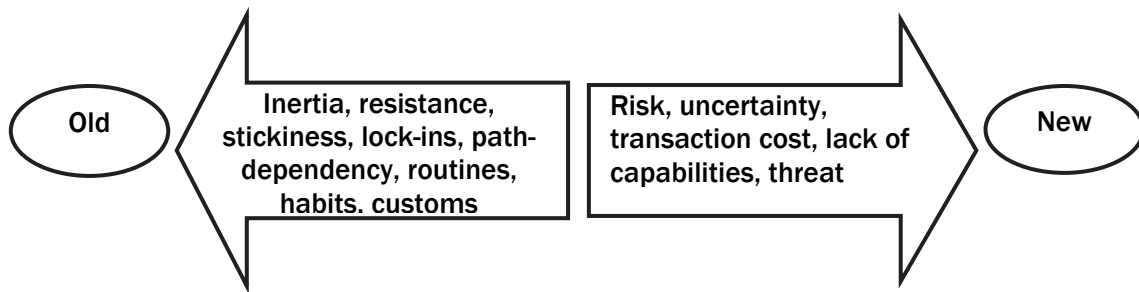 Old
Inertia, resistance,
stickiness, lock-ins, path-
dependency, routines,
habits. customs
Risk, uncertainty,
transaction cost, lack of
capabilities, threat
New